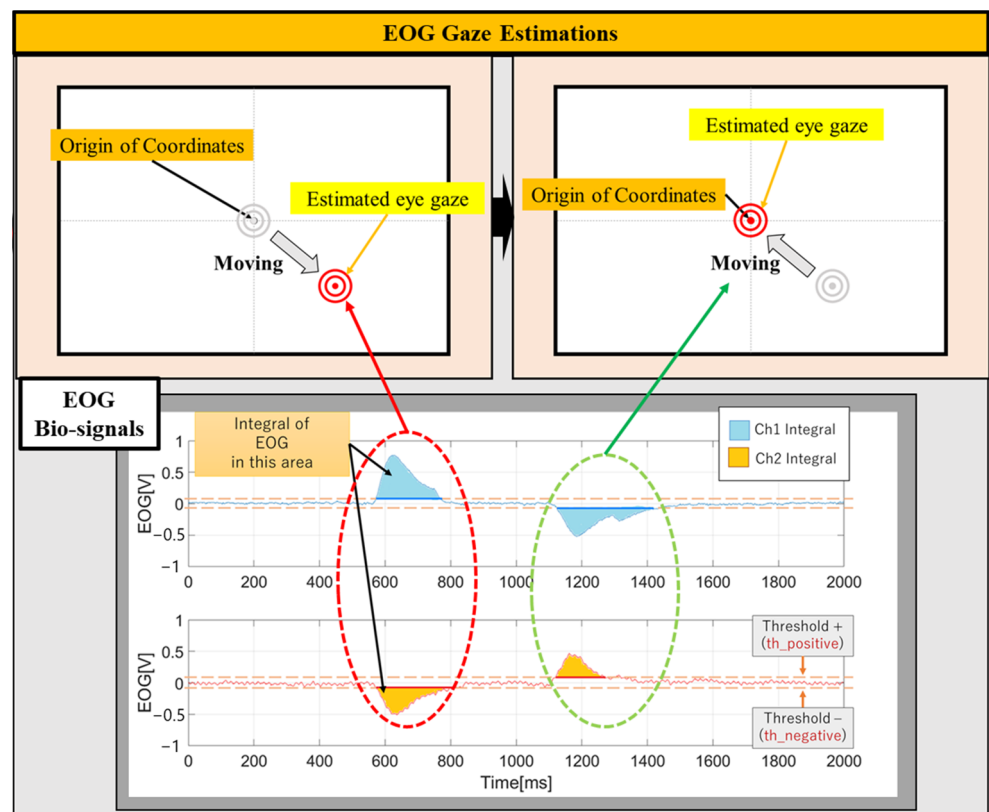 EOG Gaze Estimations
Origin of Coordinates
Estimated eye gaze
Moving
Estimated eye gaze
Origin of Coordinates
Moving
EOG
Bio-signals
Integral of
EOG
in this area
Ch1 Integral
Ch2 Integral
EOG[V]
1
0.5
0
−0.5
−1
0 200 400 600 800 1000 1200 1400 1600 1800 2000
EOG[V]
1
0.5
0
−0.5
−1
Threshold +
(th_positive)
Threshold −
(th_negative)
0 200 400 600 800 1000 1200 1400 1600 1800 2000
Time[ms]